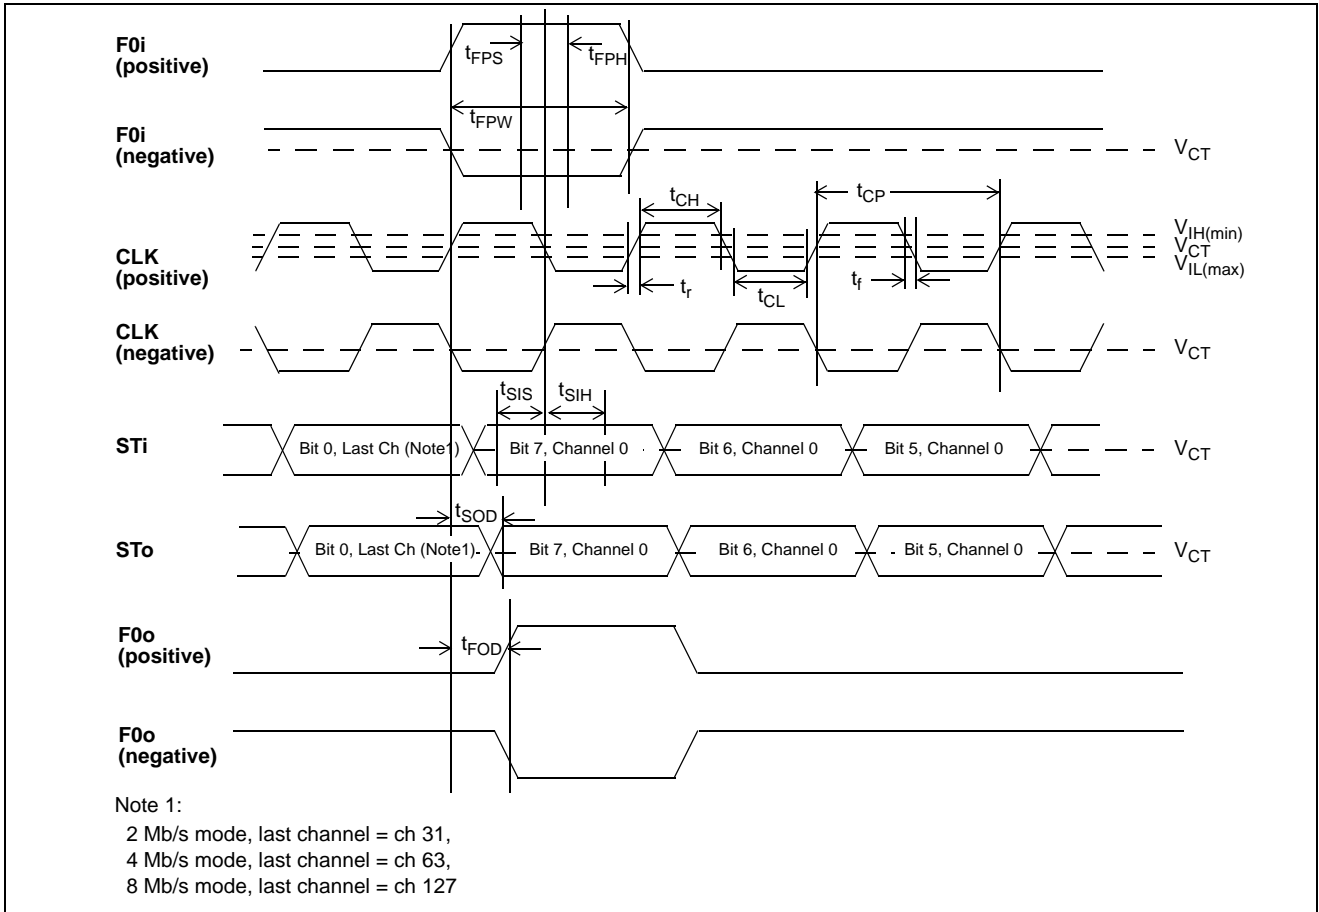 F0i
(positive)
tFPS
tFPH
tFPW
F0i
(negative)
VCT
tCH
tCP
CLK
(positive)
VIH(min)
VCT
VIL(max)
tr
tCL
tf
CLK
(negative)
VCT
tSIS
tSIH
STi
Bit 0, Last Ch (Note1)
Bit 7, Channel 0
Bit 6, Channel 0
Bit 5, Channel 0
VCT
tSOD
STo
Bit 0, Last Ch (Note1)
Bit 7, Channel 0
Bit 6, Channel 0
Bit 5, Channel 0
VCT
F0o
(positive)
tFOD
F0o
(negative)
Note 1:
2 Mb/s mode, last channel = ch 31,
4 Mb/s mode, last channel = ch 63,
8 Mb/s mode, last channel = ch 127